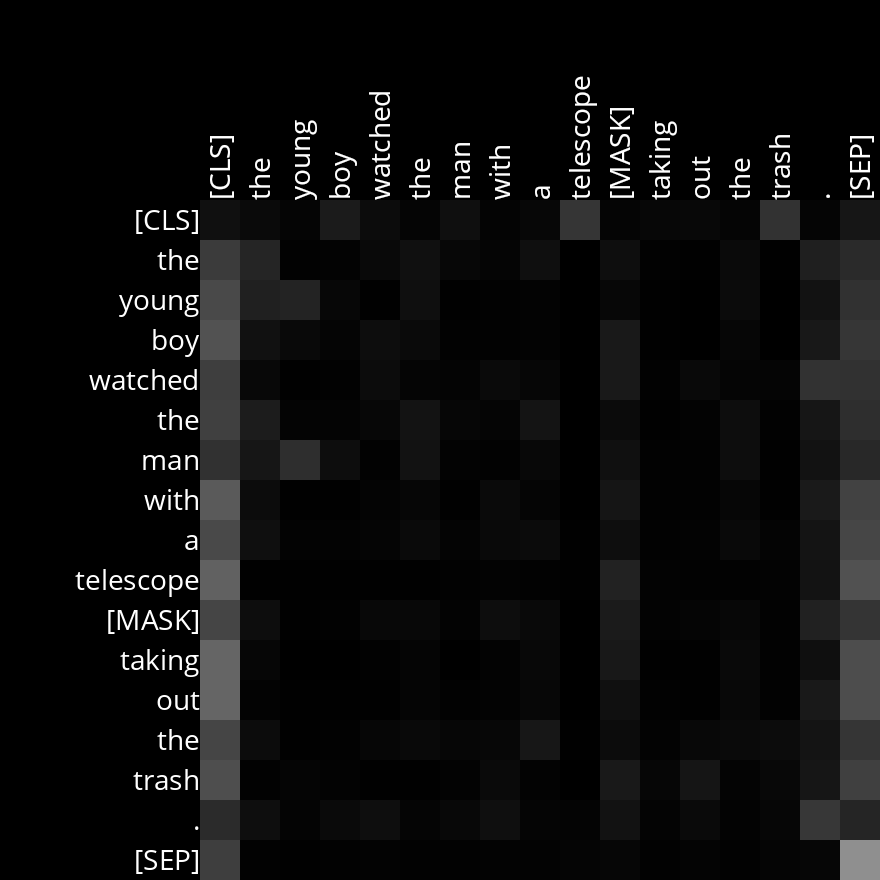 [CLS]
the
young
boy
watched
the
man
with
a
telescope
[MASK]
taking
out
the
trash
.
[SEP]
[CLS]
the
young
boy
watched
the
man
with
a
telescope
[MASK]
taking
out
the
trash
.
[SEP]